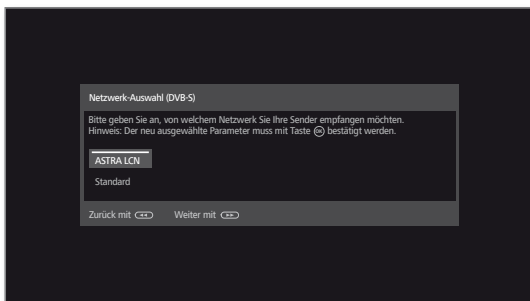 Netzwerk-Auswahl (DVB-S)
Bitte geben Sie an, von welchem Netzwerk Sie Ihre Sender empfangen möchten.
Hinweis: Der neu ausgewählte Parameter muss mit Taste OK bestätigt werden.
ASTRA LCN
Standard
Zurück mit Weiter mit